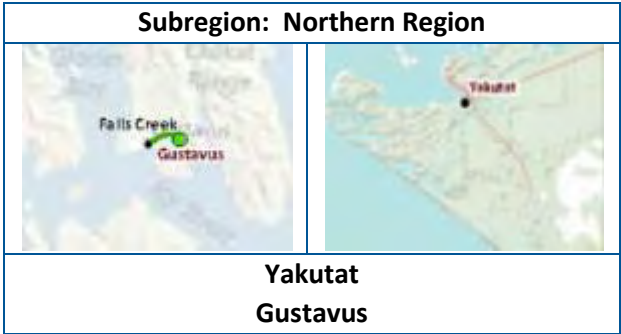 Subregion: Northern Region
Falls Creek
Gustavus
Yakutat
Yakutat
Gustavus